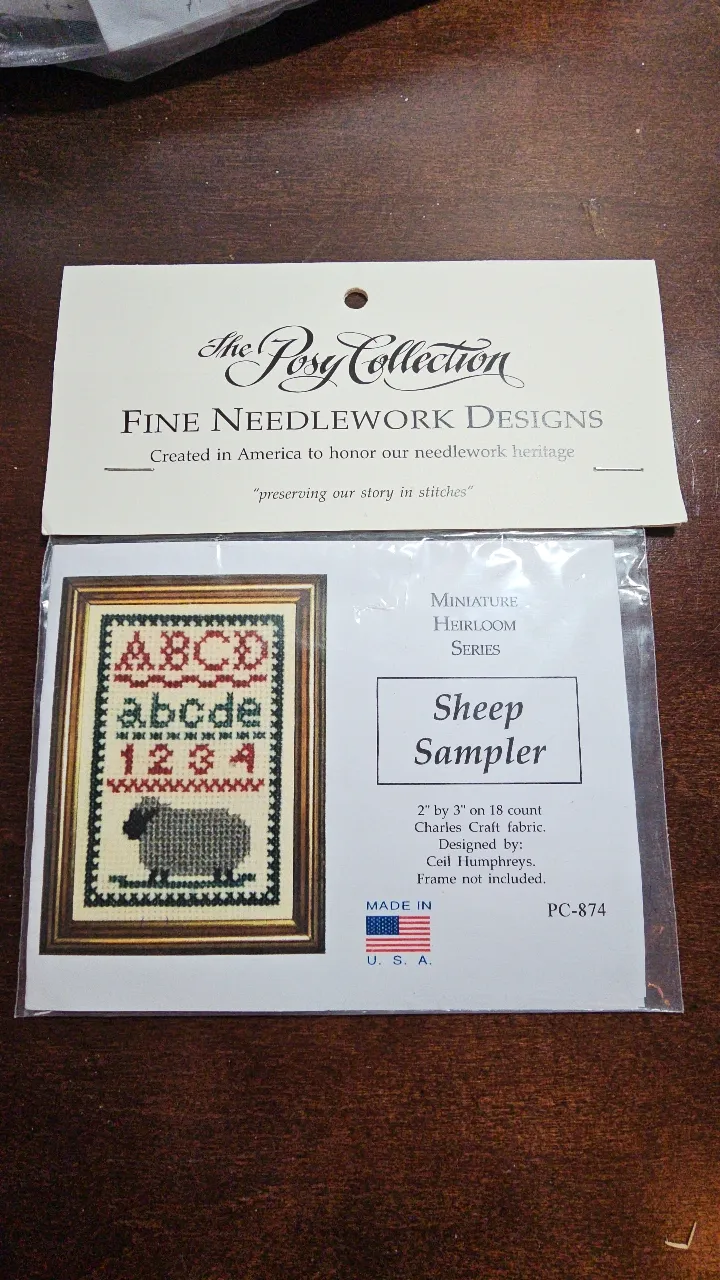 The Posy Collection
FINE NEEDLEWORK DESIGNS
Created in America to honor our needlework heritage
"preserving our story in stitches"
ABCD
abcde
1234
MINIATURE
HEIRLOOM
SERIES
Sheep
Sampler
2" by 3" on 18 count
Charles Craft fabric.
Designed by:
Ceil Humphreys.
Frame not included.
MADE IN
U. S. A.
PC-874